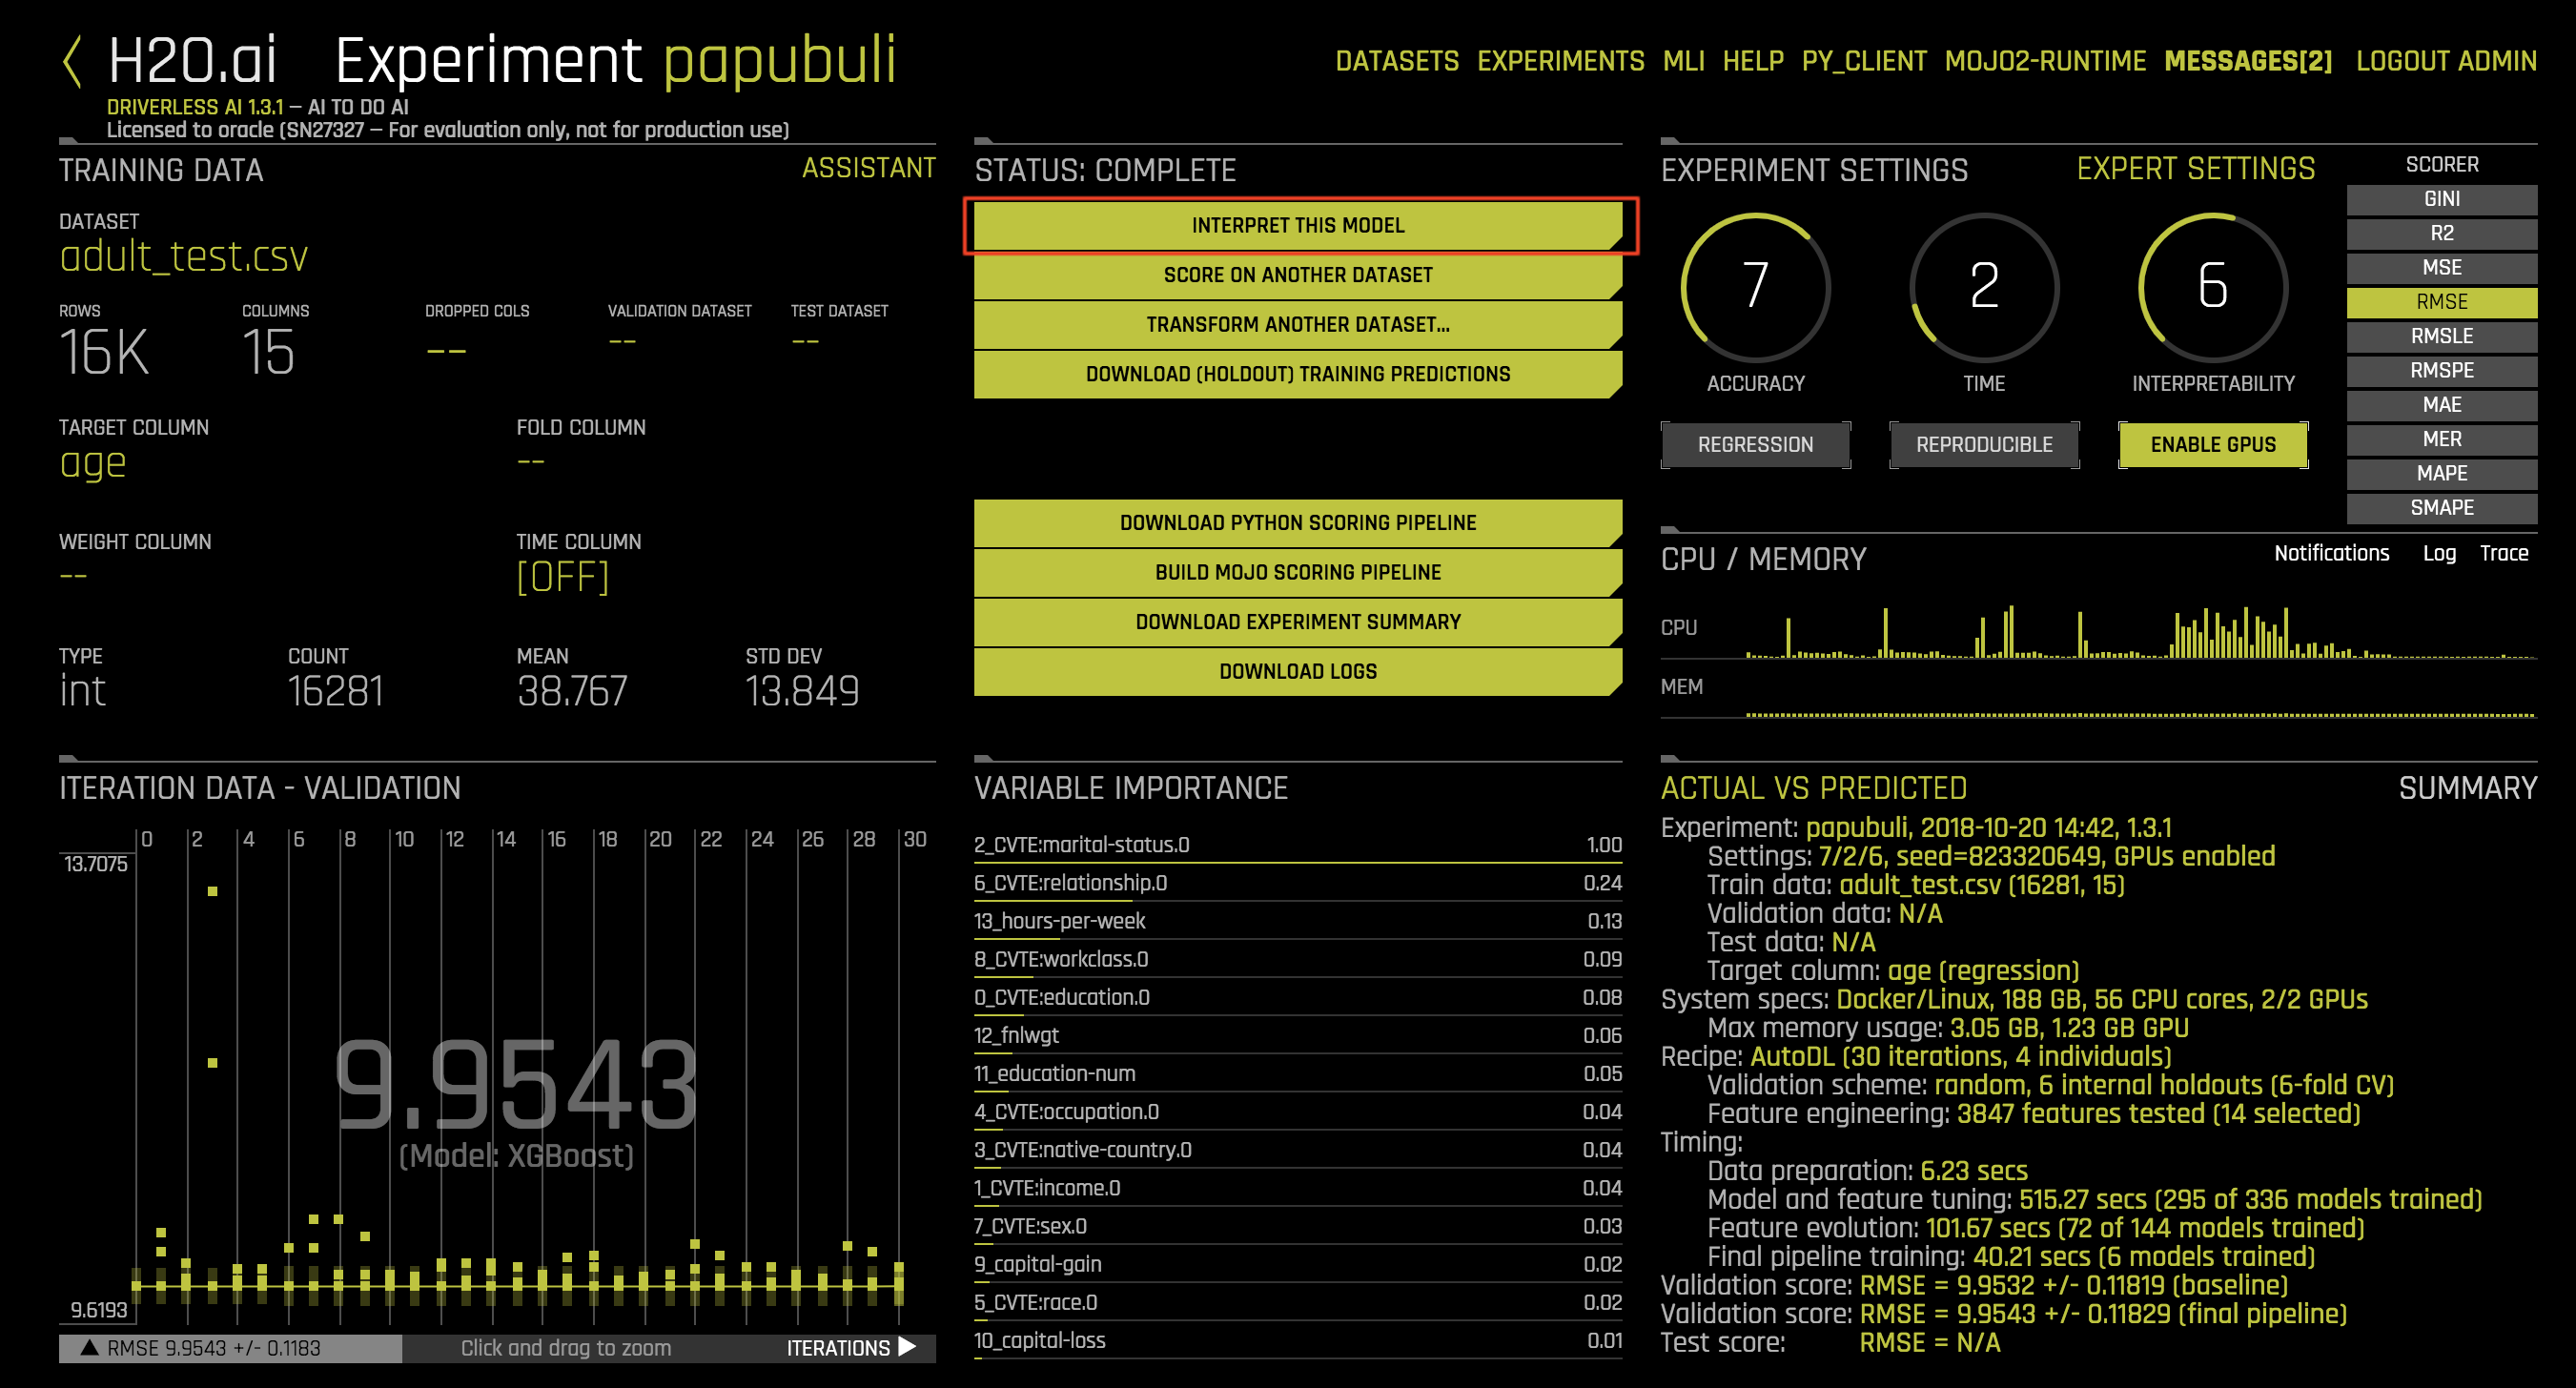 H2O.ai Experiment papubuli
DATASETS EXPERIMENTS MLI HELP PY_CLIENT MOJO2-RUNTIME MESSAGES[2] LOGOUT ADMIN
DRIVERLESS AI 1.3.1 — AI TO DO AI
Licensed to oracle (SN27327 — For evaluation only, not for production use)
TRAINING DATA ASSISTANT
DATASET
adult_test.csv
ROWS COLUMNS DROPPED COLS VALIDATION DATASET TEST DATASET
16K 15 -- -- --
TARGET COLUMN FOLD COLUMN
age --
WEIGHT COLUMN TIME COLUMN
-- [OFF]
TYPE COUNT MEAN STD DEV
int 16281 38.767 13.849
STATUS: COMPLETE
INTERPRET THIS MODEL
SCORE ON ANOTHER DATASET
TRANSFORM ANOTHER DATASET...
DOWNLOAD (HOLDOUT) TRAINING PREDICTIONS
DOWNLOAD PYTHON SCORING PIPELINE
BUILD MOJO SCORING PIPELINE
DOWNLOAD EXPERIMENT SUMMARY
DOWNLOAD LOGS
EXPERIMENT SETTINGS EXPERT SETTINGS
7 2 6
ACCURACY TIME INTERPRETABILITY
REGRESSION REPRODUCIBLE ENABLE GPUS
SCORER
GINI
R2
MSE
RMSE
RMSLE
RMSPE
MAE
MER
MAPE
SMAPE
CPU / MEMORY Notifications Log Trace
CPU
MEM
ITERATION DATA - VALIDATION
0 2 4 6 8 10 12 14 16 18 20 22 24 26 28 30
13.7075
9.9543
(Model: XGBoost)
9.6193
RMSE 9.9543 +/- 0.1183 Click and drag to zoom ITERATIONS
VARIABLE IMPORTANCE
2_CVTE:marital-status.0 1.00
6_CVTE:relationship.0 0.24
13_hours-per-week 0.13
8_CVTE:workclass.0 0.09
0_CVTE:education.0 0.08
12_fnlwgt 0.06
11_education-num 0.05
4_CVTE:occupation.0 0.04
3_CVTE:native-country.0 0.04
1_CVTE:income.0 0.04
7_CVTE:sex.0 0.03
9_capital-gain 0.02
5_CVTE:race.0 0.02
10_capital-loss 0.01
ACTUAL VS PREDICTED SUMMARY
Experiment: papubuli, 2018-10-20 14:42, 1.3.1
Settings: 7/2/6, seed=823320649, GPUs enabled
Train data: adult_test.csv (16281, 15)
Validation data: N/A
Test data: N/A
Target column: age (regression)
System specs: Docker/Linux, 188 GB, 56 CPU cores, 2/2 GPUs
Max memory usage: 3.05 GB, 1.23 GB GPU
Recipe: AutoDL (30 iterations, 4 individuals)
Validation scheme: random, 6 internal holdouts (6-fold CV)
Feature engineering: 3847 features tested (14 selected)
Timing:
Data preparation: 6.23 secs
Model and feature tuning: 515.27 secs (295 of 336 models trained)
Feature evolution: 101.67 secs (72 of 144 models trained)
Final pipeline training: 40.21 secs (6 models trained)
Validation score: RMSE = 9.9532 +/- 0.11819 (baseline)
Validation score: RMSE = 9.9543 +/- 0.11829 (final pipeline)
Test score: RMSE = N/A